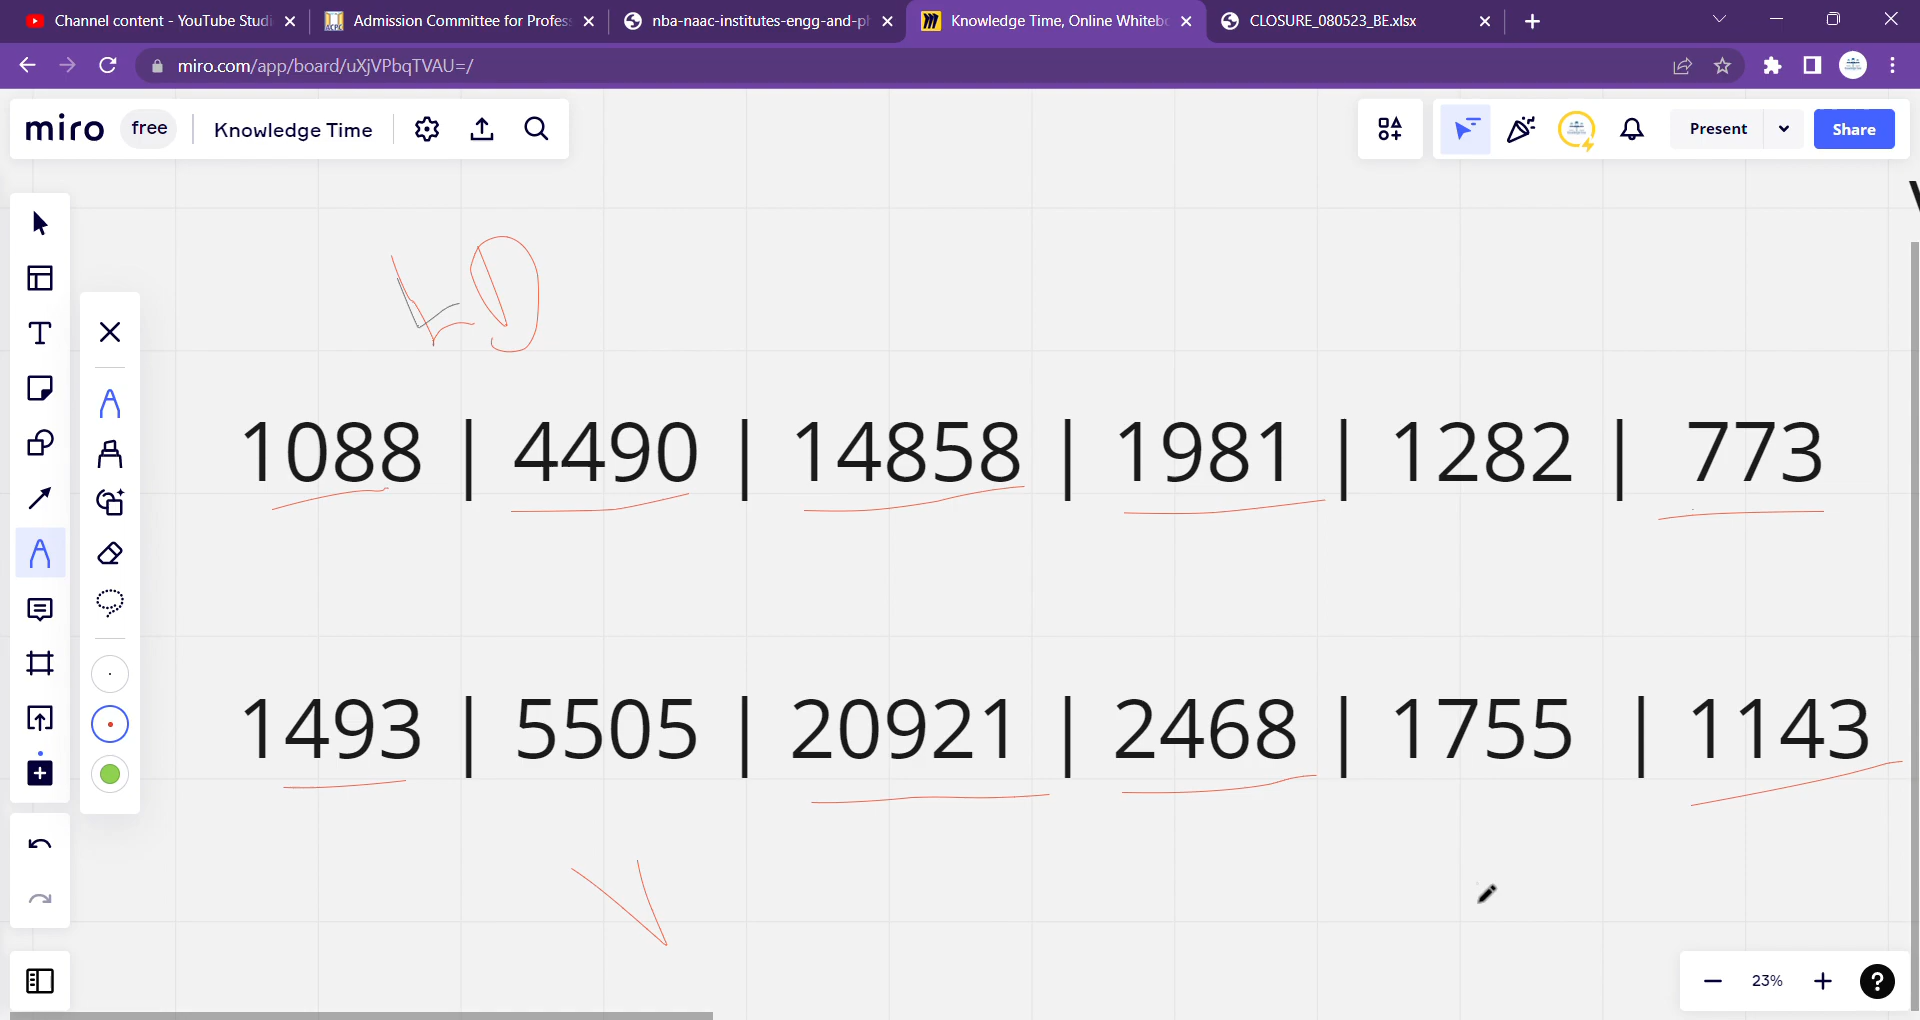 Channel content - YouTube Studi
Admission Committee for Profes
nba-naac-institutes-engg-and-ph
Knowledge Time, Online Whitebo
CLOSURE_080523_BE.xlsx
miro.com/app/board/uXjVPbqTVAU=/
miro free Knowledge Time
Present Share
1088 | 4490 | 14858 | 1981 | 1282 | 773
1493 | 5505 | 20921 | 2468 | 1755 | 1143
23%